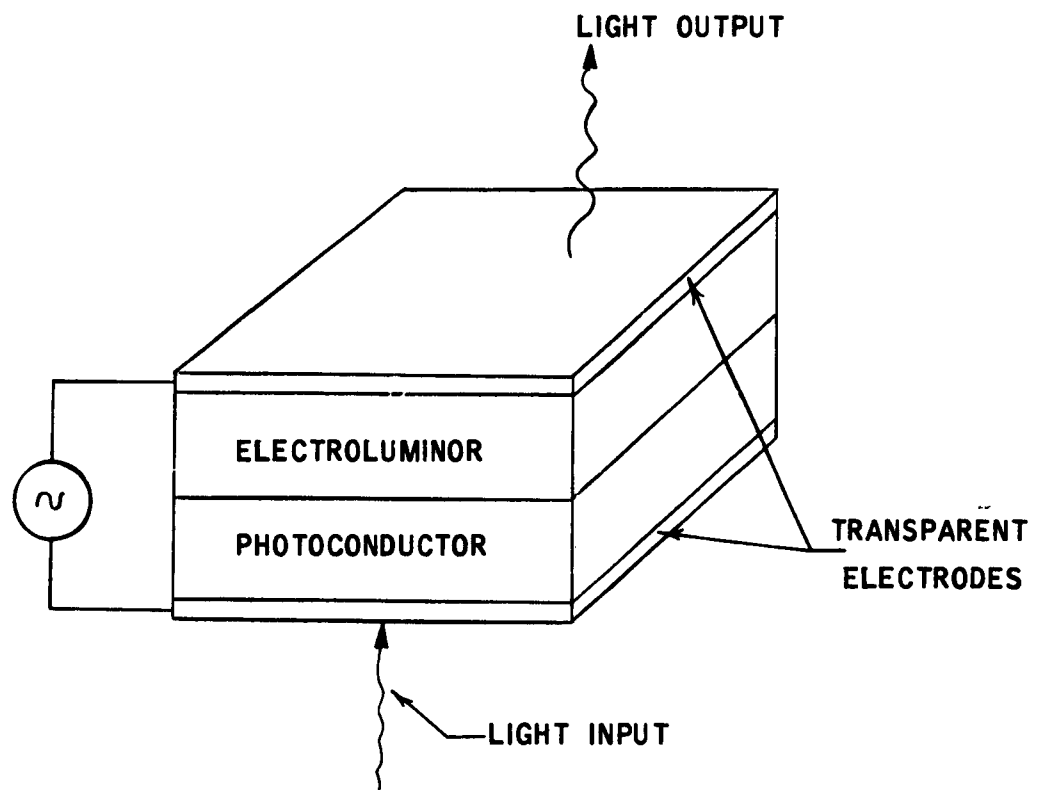 LIGHT OUTPUT
ELECTROLUMINOR
PHOTOCONDUCTOR
TRANSPARENT
ELECTRODES
LIGHT INPUT